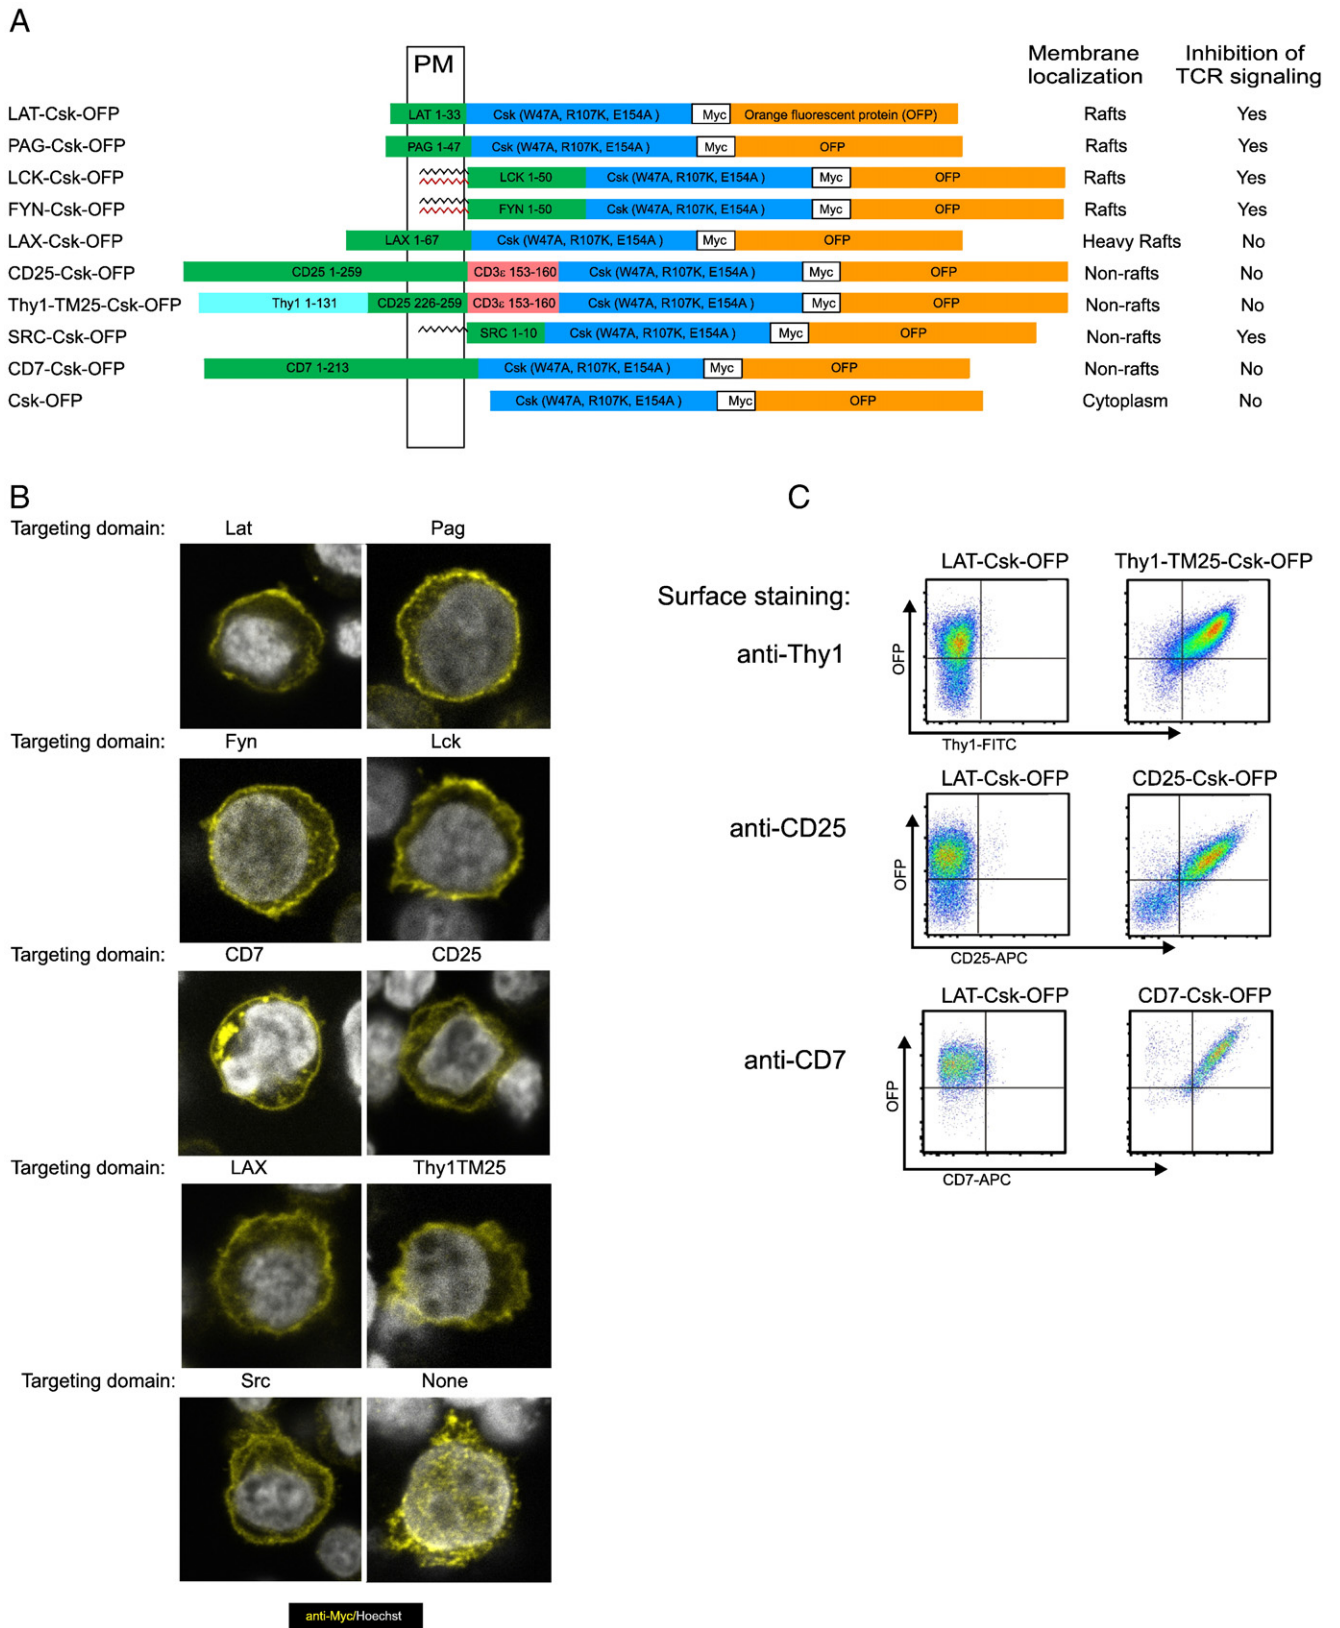 A
PM
Membrane localization
Inhibition of TCR signaling
LAT-Csk-OFP LAT 1-33 Csk (W47A, R107K, E154A ) Myc Orange fluorescent protein (OFP) Rafts Yes
PAG-Csk-OFP PAG 1-47 Csk (W47A, R107K, E154A ) Myc OFP Rafts Yes
LCK-Csk-OFP LCK 1-50 Csk (W47A, R107K, E154A ) Myc OFP Rafts Yes
FYN-Csk-OFP FYN 1-50 Csk (W47A, R107K, E154A ) Myc OFP Rafts Yes
LAX-Csk-OFP LAX 1-67 Csk (W47A, R107K, E154A ) Myc OFP Heavy Rafts No
CD25-Csk-OFP CD25 1-259 CD3ε 153-160 Csk (W47A, R107K, E154A ) Myc OFP Non-rafts No
Thy1-TM25-Csk-OFP Thy1 1-131 CD25 226-259 CD3ε 153-160 Csk (W47A, R107K, E154A ) Myc OFP Non-rafts No
SRC-Csk-OFP SRC 1-10 Csk (W47A, R107K, E154A ) Myc OFP Non-rafts Yes
CD7-Csk-OFP CD7 1-213 Csk (W47A, R107K, E154A ) Myc OFP Non-rafts No
Csk-OFP Csk (W47A, R107K, E154A ) Myc OFP Cytoplasm No
B
Targeting domain: Lat Pag
Targeting domain: Fyn Lck
Targeting domain: CD7 CD25
Targeting domain: LAX Thy1TM25
Targeting domain: Src None
anti-Myc/Hoechst
C
LAT-Csk-OFP Thy1-TM25-Csk-OFP
Surface staining:
anti-Thy1
OFP
Thy1-FITC
LAT-Csk-OFP CD25-Csk-OFP
anti-CD25
OFP
CD25-APC
LAT-Csk-OFP CD7-Csk-OFP
anti-CD7
OFP
CD7-APC